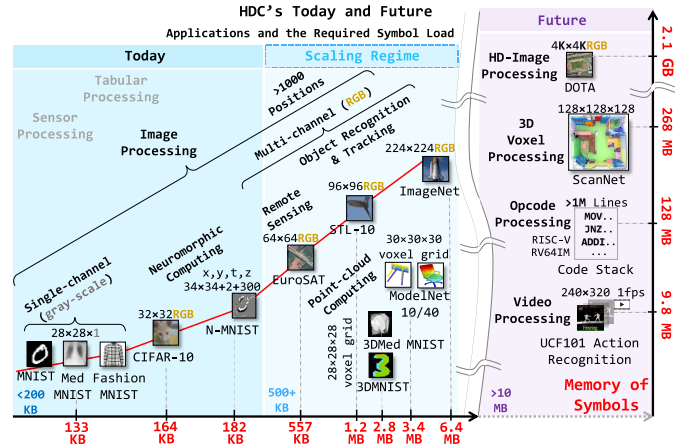 HDC's Today and Future
Applications and the Required Symbol Load
Today
Scaling Regime
Future
Tabular
Processing
Sensor
Processing
Image
Processing
>1000
Positions
Multi-channel (RGB)
Object Recognition
& Tracking
224×224RGB
ImageNet
96×96RGB
STL-10
Remote
Sensing
64×64RGB
EuroSAT
Neuromorphic
Computing
x,y,t,z
34×34+2+300
N-MNIST
32×32RGB
CIFAR-10
Single-channel
(gray-scale)
28×28×1
MNIST
Med
MNIST
Fashion
MNIST
Point-cloud
Computing
30×30×30
voxel grid
ModelNet
10/40
28×28×28
voxel grid
3DMed MNIST
3DMNIST
HD-Image
Processing
4K×4KRGB
DOTA
3D
Voxel
Processing
128×128×128
ScanNet
Opcode
Processing
RISC-V
RV64IM
>1M Lines
MOV..
JNZ..
ADDI..
...
Code Stack
Video
Processing
240×320 1fps
UCF101 Action
Recognition
Memory of
Symbols
2.1
GB
268
MB
128
MB
9.8
MB
<200
KB
133
KB
164
KB
182
KB
500+
KB
557
KB
1.2
MB
2.8
MB
3.4
MB
6.4
MB
>10
MB